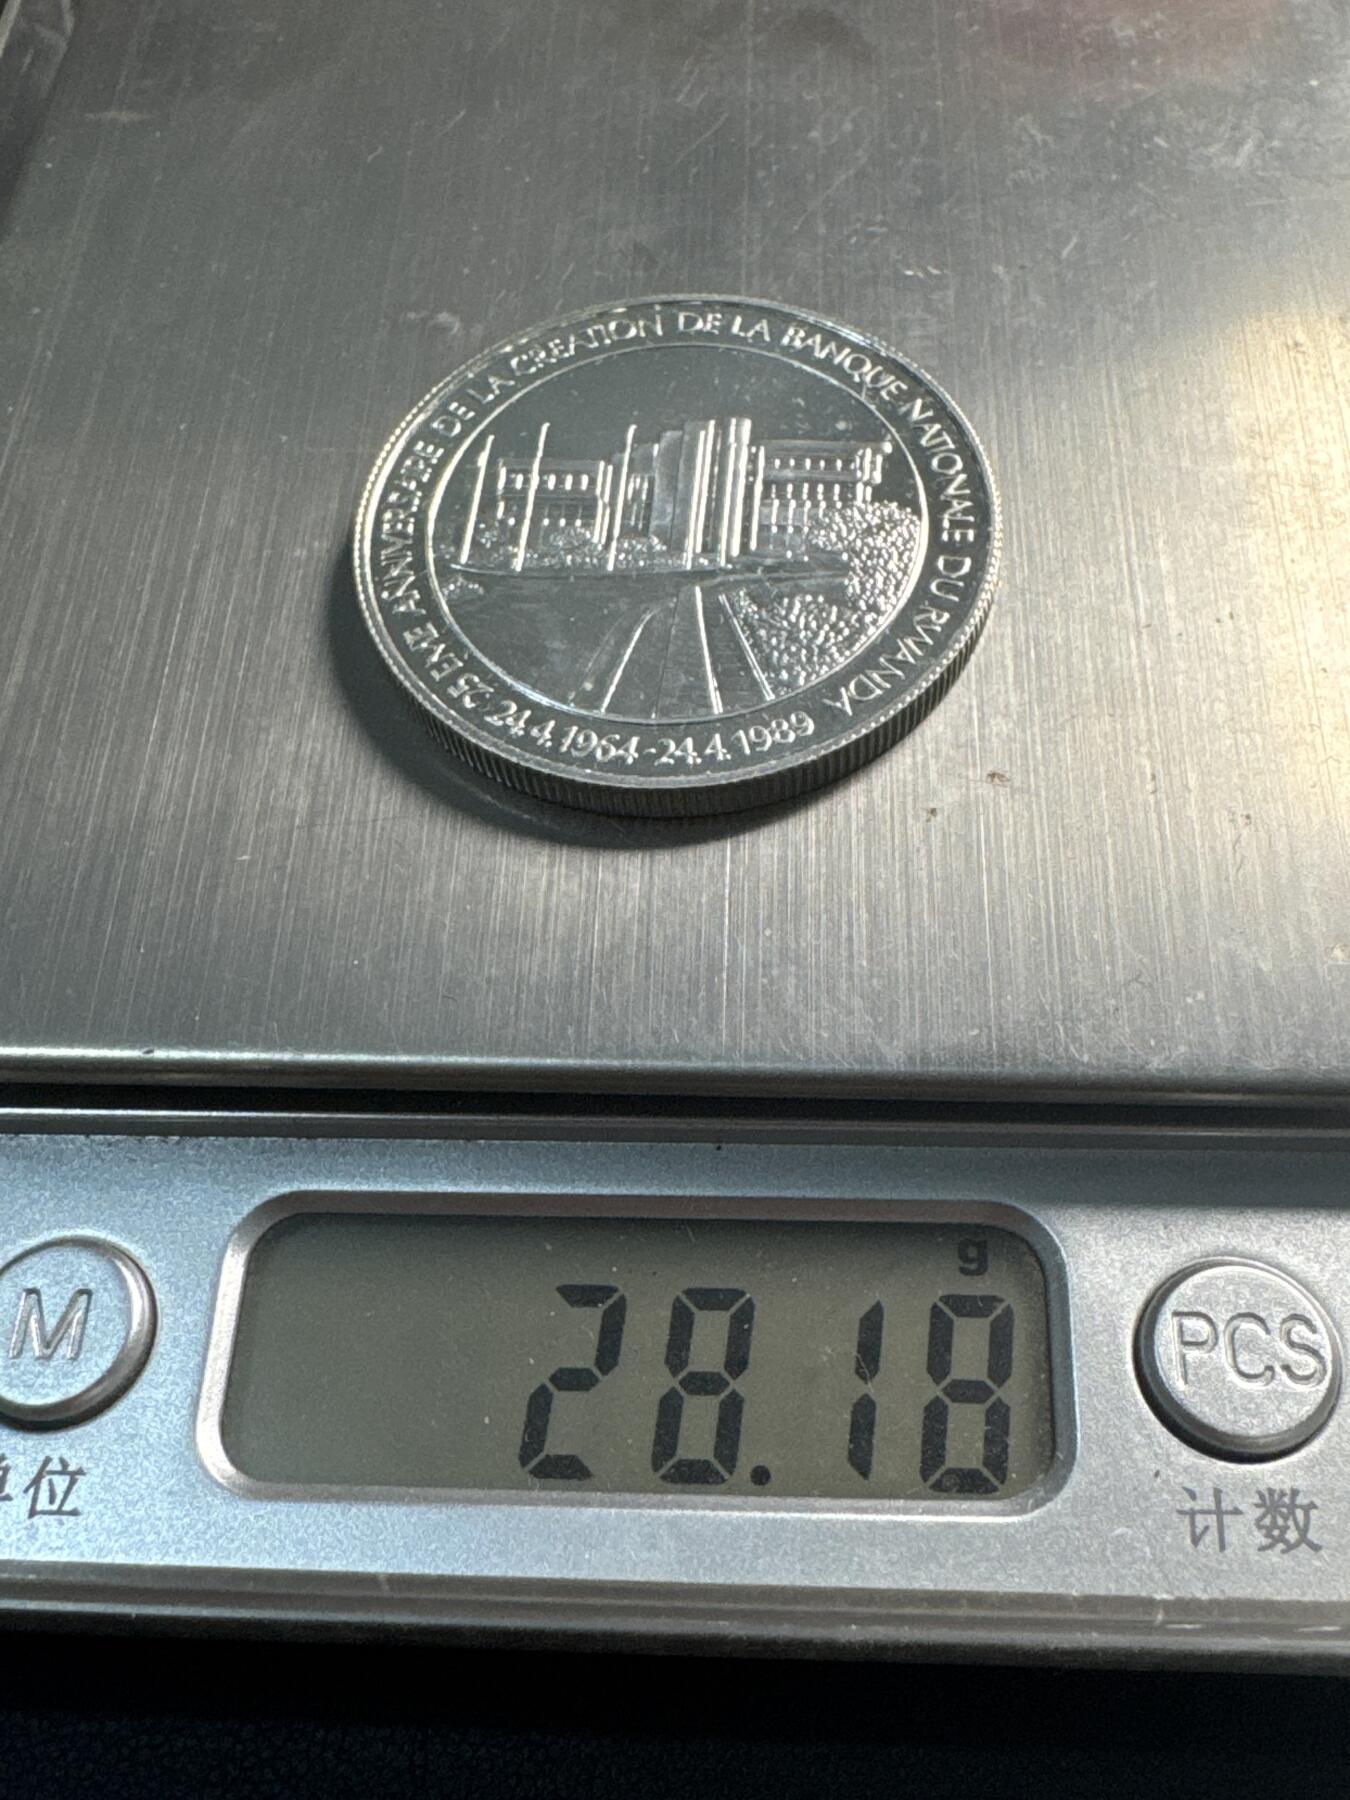 25 EME ANNIVERSAIRE DE LA CREATION DE LA BANQUE NATIONALE DU RWANDA
24.4.1964-24.4.1989
g
28.18
M
PCS
单位
计数